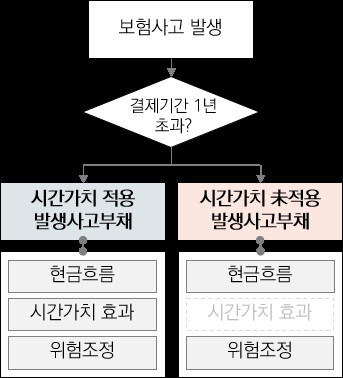 보험사고 발생
결제기간 1년
초과?
시간가치 적용
발생사고부채
현금흐름
시간가치 효과
위험조정
시간가치 未적용
발생사고부채
현금흐름
시간가치 효과
위험조정